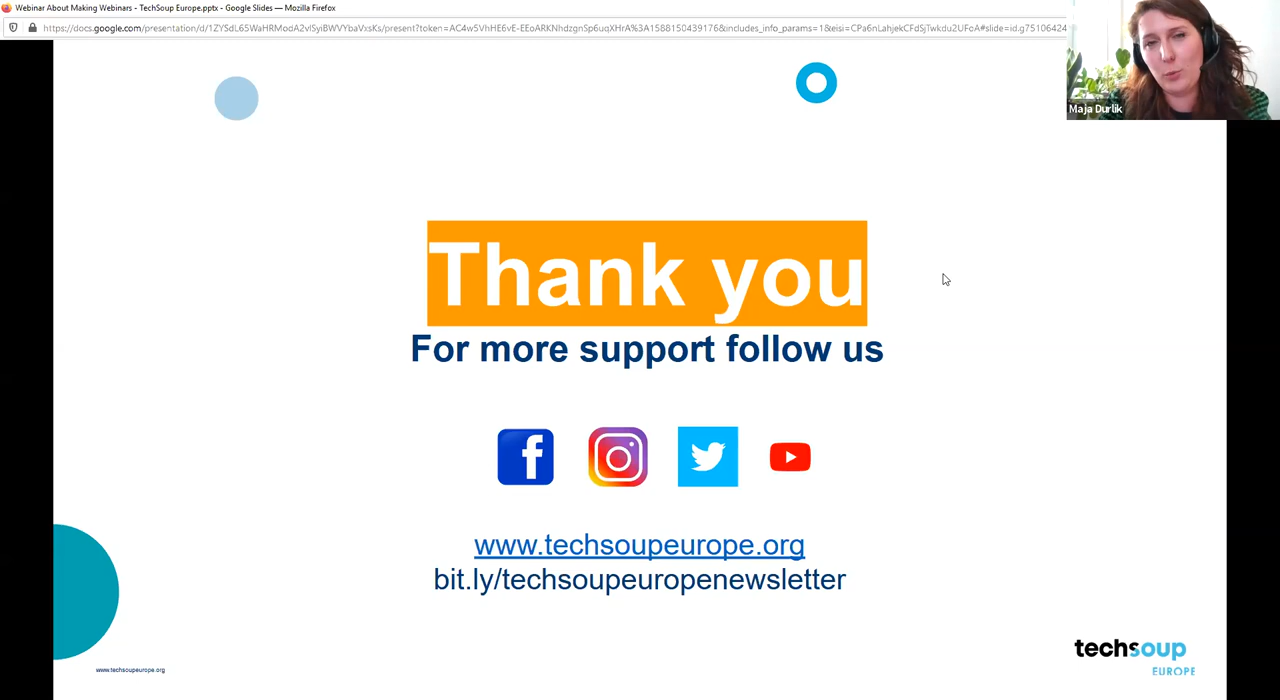 Webinar About Making Webinars - TechSoup Europe.pptx - Google Slides — Mozilla Firefox
Maja Durlik
Thank you
For more support follow us
www.techsoupeurope.org
bit.ly/techsoupeuropenewsletter
techsoup
EUROPE
www.techsoupeurope.org